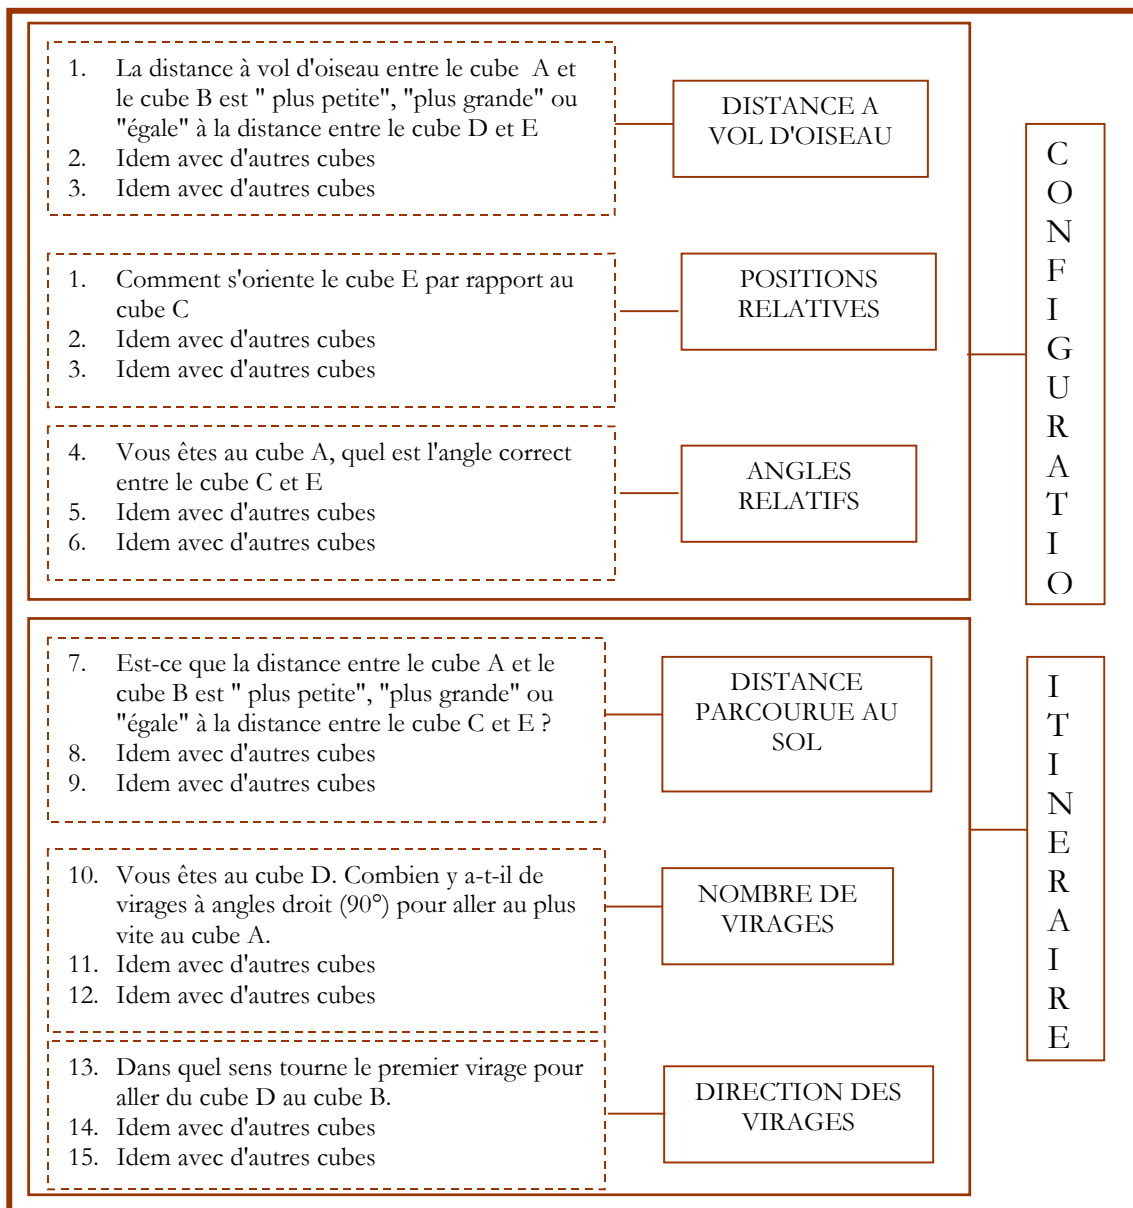 1. La distance à vol d'oiseau entre le cube A et
le cube B est " plus petite", "plus grande" ou
"égale" à la distance entre le cube D et E
2. Idem avec d'autres cubes
3. Idem avec d'autres cubes
DISTANCE A
VOL D'OISEAU
1. Comment s'oriente le cube E par rapport au
cube C
2. Idem avec d'autres cubes
3. Idem avec d'autres cubes
POSITIONS
RELATIVES
4. Vous êtes au cube A, quel est l'angle correct
entre le cube C et E
5. Idem avec d'autres cubes
6. Idem avec d'autres cubes
ANGLES
RELATIFS
C
O
N
F
I
G
U
R
A
T
I
O
7. Est-ce que la distance entre le cube A et le
cube B est " plus petite", "plus grande" ou
"égale" à la distance entre le cube C et E ?
8. Idem avec d'autres cubes
9. Idem avec d'autres cubes
DISTANCE
PARCOURUE AU
SOL
10. Vous êtes au cube D. Combien y a-t-il de
virages à angles droit (90°) pour aller au plus
vite au cube A.
11. Idem avec d'autres cubes
12. Idem avec d'autres cubes
NOMBRE DE
VIRAGES
13. Dans quel sens tourne le premier virage pour
aller du cube D au cube B.
14. Idem avec d'autres cubes
15. Idem avec d'autres cubes
DIRECTION DES
VIRAGES
I
T
I
N
E
R
A
I
R
E